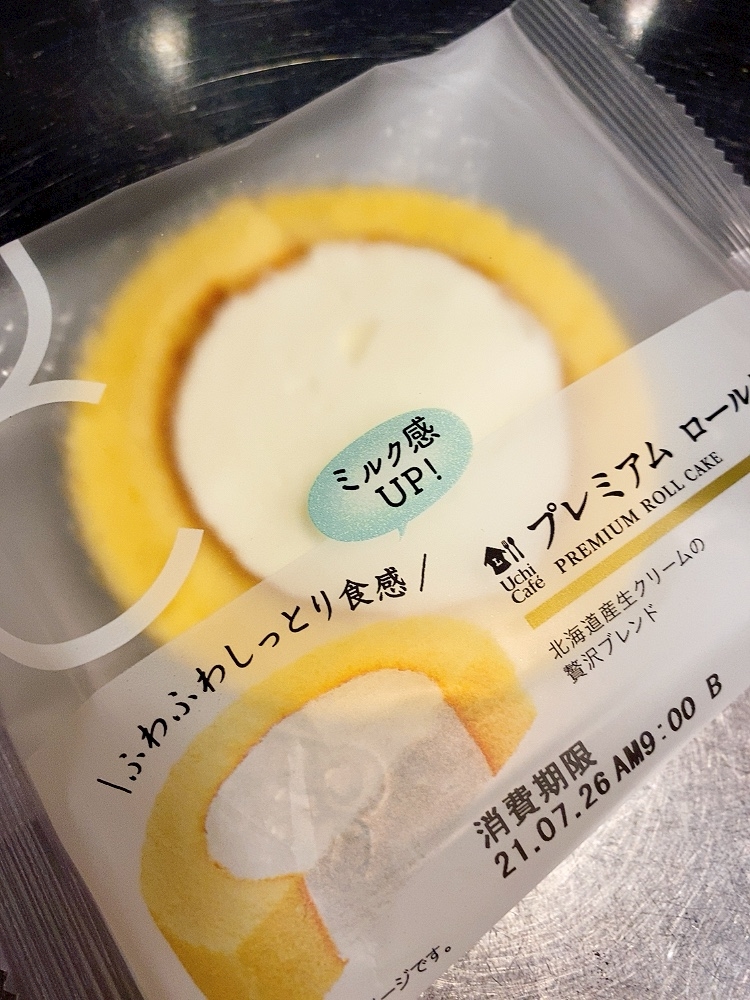 ミルク感
UP!
\ふわふわしっとり食感/
Uchi
Café
プレミアム ロール
PREMIUM ROLL CAKE
北海道産生クリームの
贅沢ブレンド
消費期限
21.07.26 AM9:00 B
ージです。